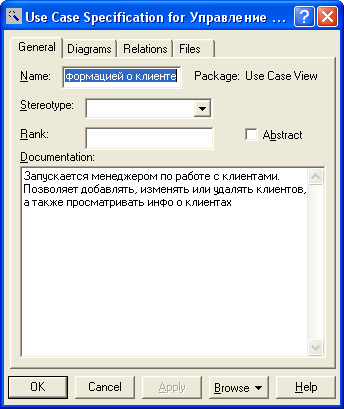 Use Case Specification for Управление ...
General Diagrams Relations Files
Name: формацией о клиенте Package: Use Case View
Stereotype:
Rank: Abstract
Documentation:
Запускается менеджером по работе с клиентами.
Позволяет добавлять, изменять или удалять клиентов,
а также просматривать инфо о клиентах
OK Cancel Apply Browse Help